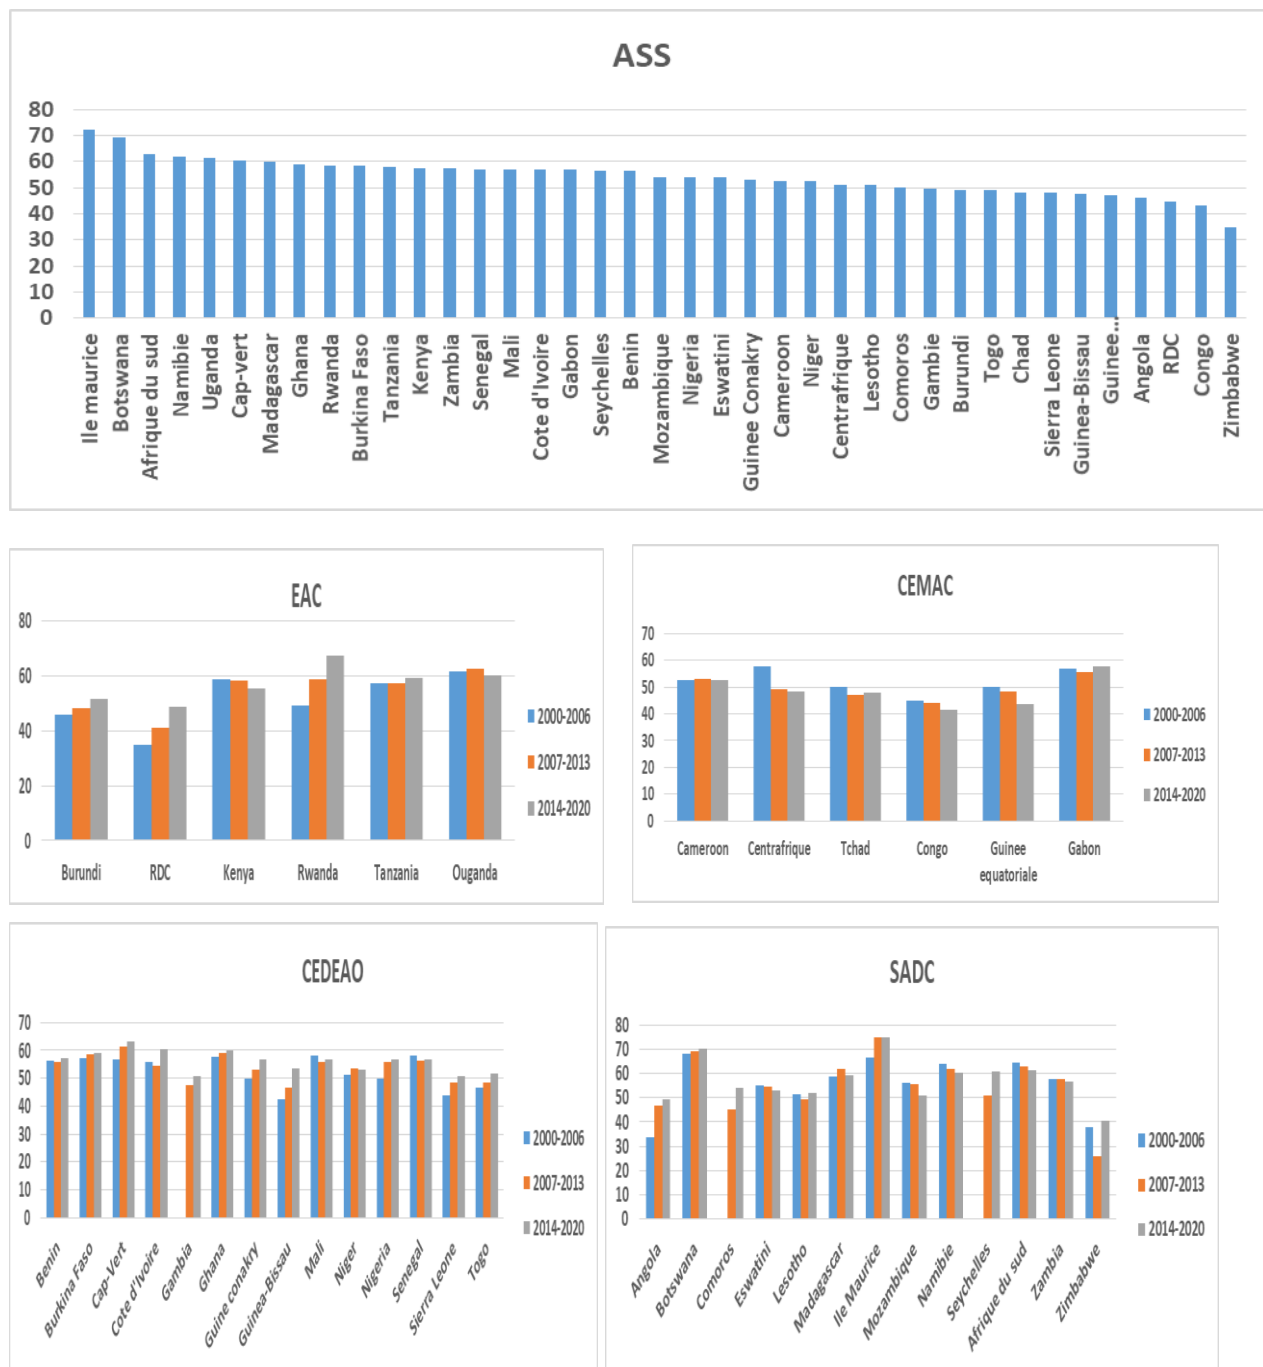 ASS
80
70
60
50
40
30
20
10
0
Ile maurice
Botswana
Afrique du sud
Namibie
Uganda
Cap-vert
Madagascar
Ghana
Rwanda
Burkina Faso
Tanzania
Kenya
Zambia
Senegal
Mali
Cote d'Ivoire
Gabon
Seychelles
Benin
Mozambique
Nigeria
Eswatini
Guinee Conakry
Cameroon
Niger
Centrafrique
Lesotho
Comoros
Gambie
Burundi
Togo
Chad
Sierra Leone
Guinea-Bissau
Guinee...
Angola
RDC
Congo
Zimbabwe
EAC
80
60
40
20
0
Burundi
RDC
Kenya
Rwanda
Tanzania
Ouganda
2000-2006
2007-2013
2014-2020
CEMAC
70
60
50
40
30
20
10
0
Cameroon
Centrafrique
Tchad
Congo
Guinee
equatoriale
Gabon
2000-2006
2007-2013
2014-2020
CEDEAO
70
60
50
40
30
20
10
0
Benin
Burkina Faso
Cap-Vert
Cote d'Ivoire
Gambia
Ghana
Guine conakry
Guinea-Bissau
Mali
Niger
Nigeria
Senegal
Sierra Leone
Togo
2000-2006
2007-2013
2014-2020
SADC
80
70
60
50
40
30
20
10
0
Angola
Botswana
Comoros
Eswatini
Lesotho
Madagascar
Ile Maurice
Mozambique
Namibie
Seychelles
Afrique du sud
Zambia
Zimbabwe
2000-2006
2007-2013
2014-2020